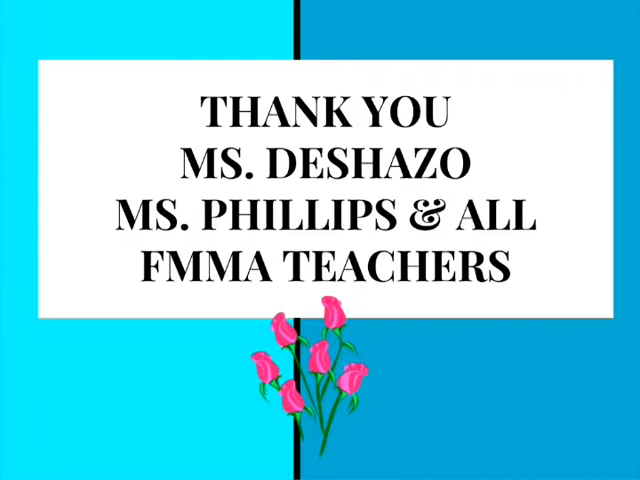 THANK YOU
MS. DESHAZO
MS. PHILLIPS & ALL
FMMA TEACHERS